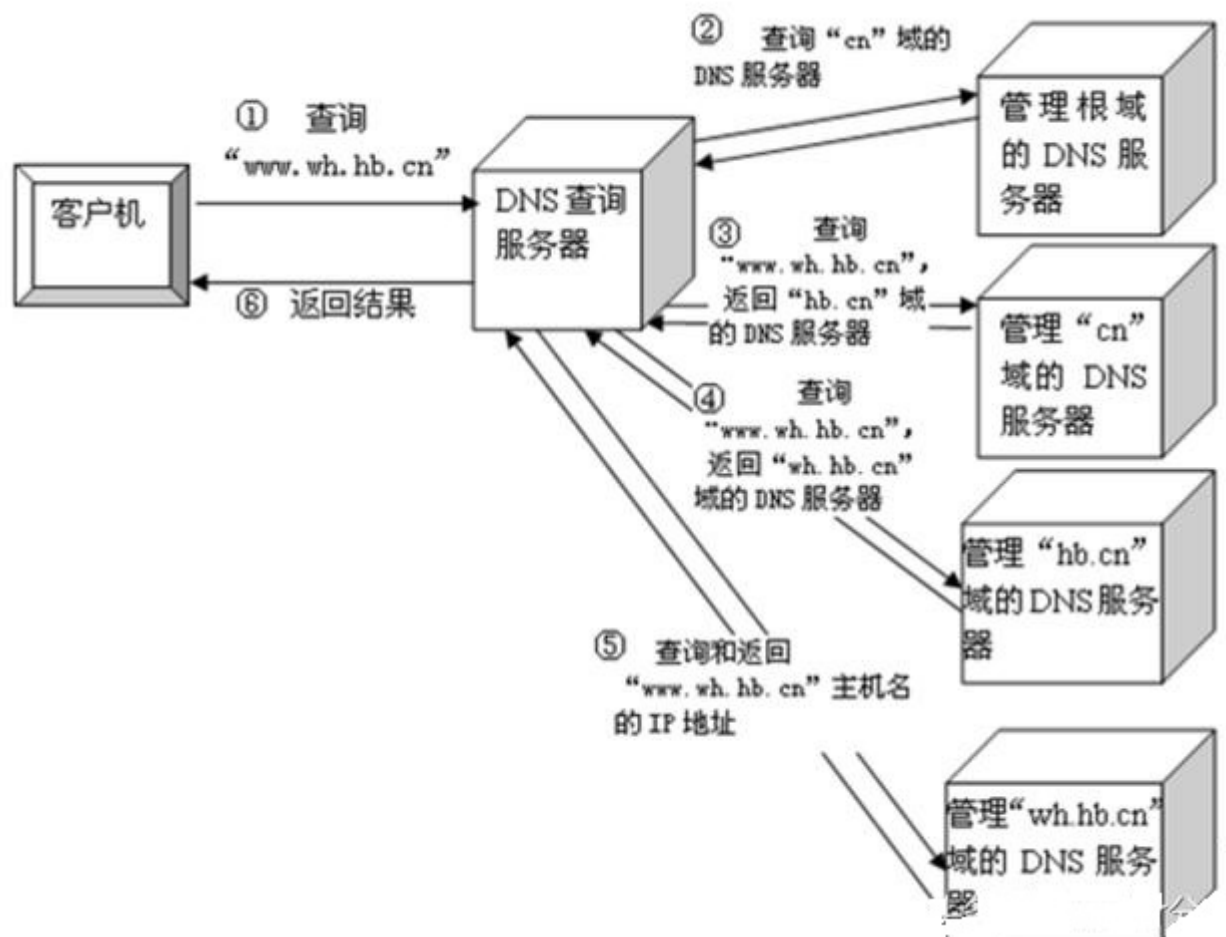 ① 查询
“www.wh.hb.cn”
客户机
⑥ 返回结果
DNS 查询
服务器
② 查询“cn”域的
DNS 服务器
管理根域
的 DNS 服
务器
③ 查询
“www.wh.hb.cn”,
返回“hb.cn”域
的 DNS 服务器
管理“cn”
域的 DNS
服务器
④ 查询
“www.wh.hb.cn”,
返回“wh.hb.cn”
域的 DNS 服务器
管理“hb.cn”
域的 DNS 服务
器
⑤ 查询和返回
“www.wh.hb.cn”主机名
的 IP 地址
管理“wh.hb.cn”
域的 DNS 服务
器